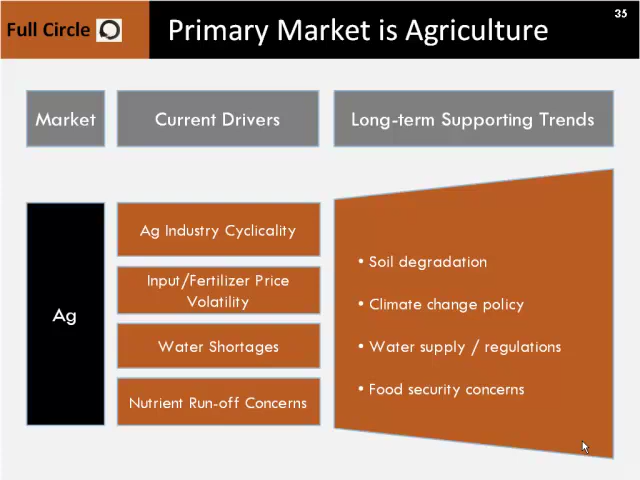 Full Circle
Primary Market is Agriculture
35
Market
Current Drivers
Long-term Supporting Trends
Ag
Ag Industry Cyclicality
Input/Fertilizer Price
Volatility
Water Shortages
Nutrient Run-off Concerns
• Soil degradation
• Climate change policy
• Water supply / regulations
• Food security concerns